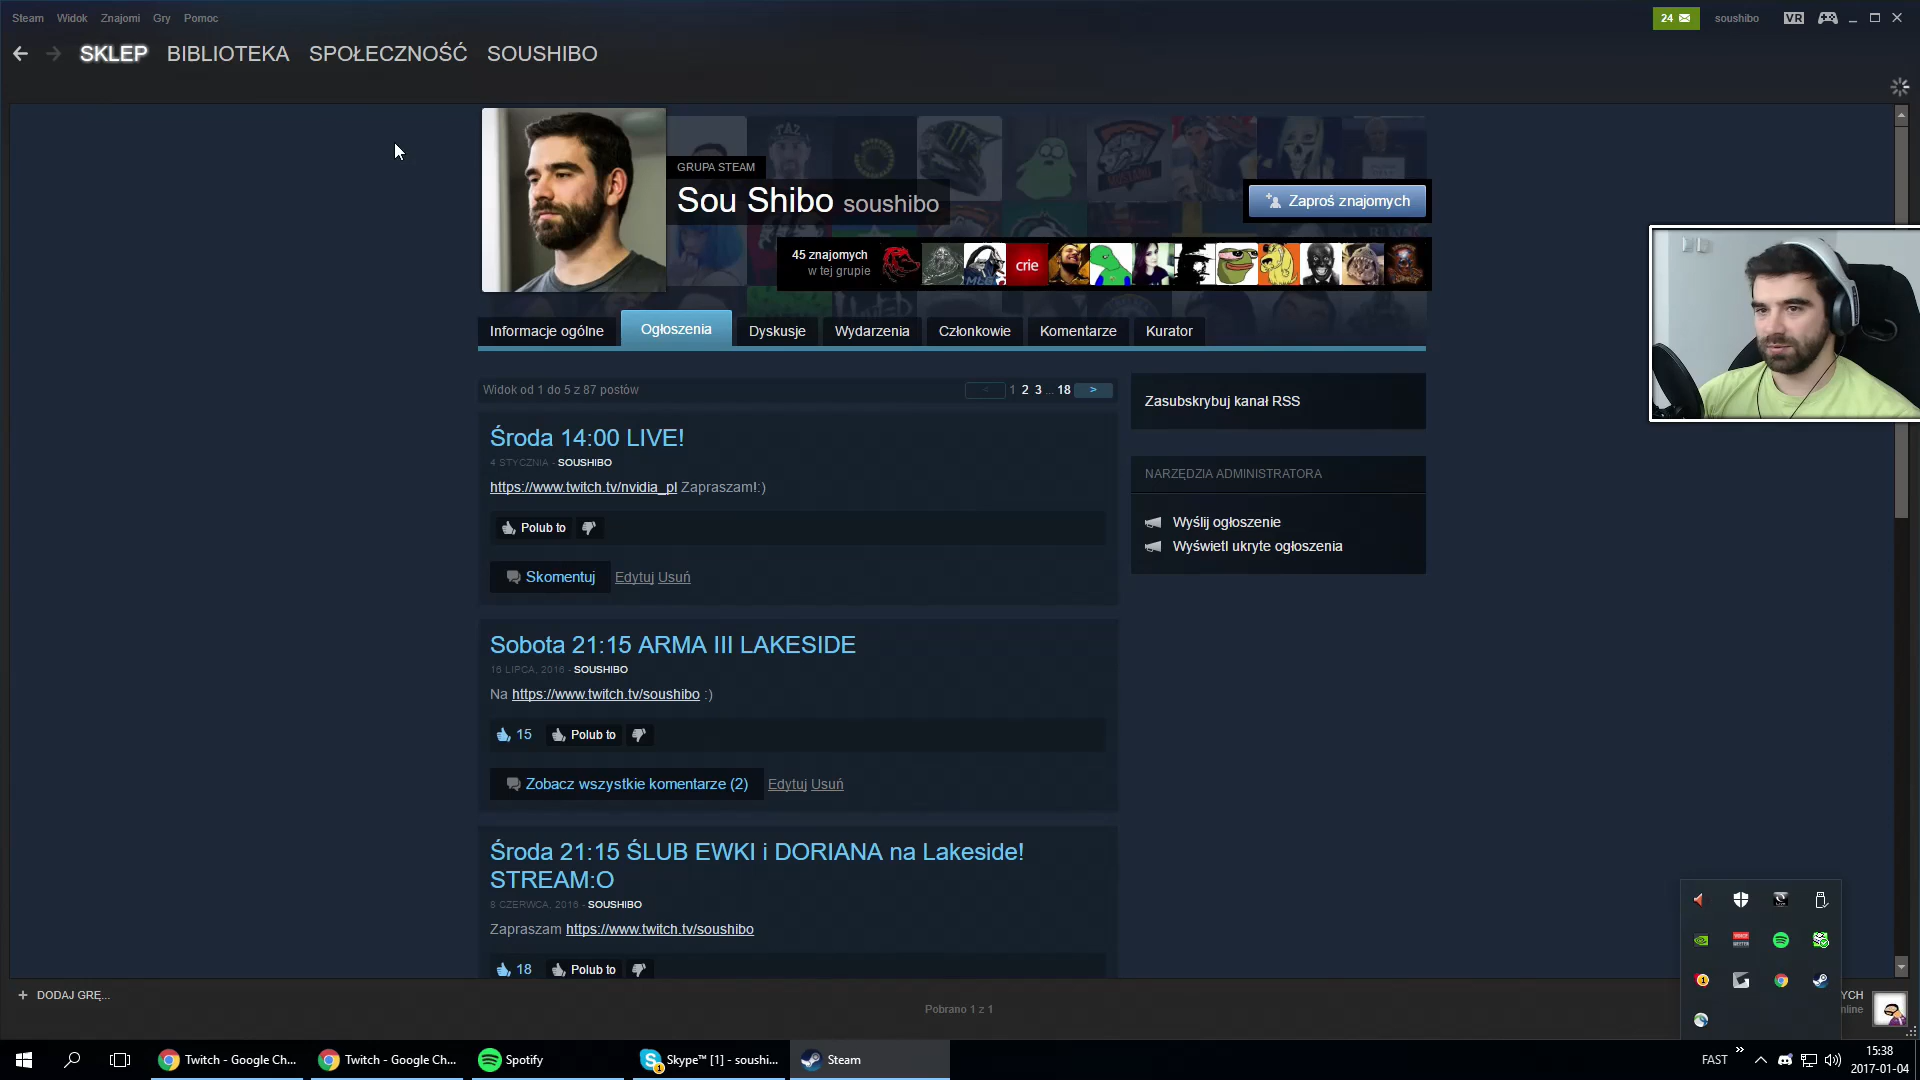 Steam Widok Znajomi Gry Pomoc
24 soushibo VR
SKLEP BIBLIOTEKA SPOŁECZNOŚĆ SOUSHIBO
GRUPA STEAM
Sou Shibo soushibo
Zaproś znajomych
45 znajomych
w tej grupie
crie
Informacje ogólne Ogłoszenia Dyskusje Wydarzenia Członkowie Komentarze Kurator
Widok od 1 do 5 z 87 postów
< 1 2 3 ... 18 >
Zasubskrybuj kanał RSS
Środa 14:00 LIVE!
4 STYCZNIA - SOUSHIBO
https://www.twitch.tv/nvidia_pl Zapraszam!:)
Polub to
Skomentuj Edytuj Usuń
NARZĘDZIA ADMINISTRATORA
Wyślij ogłoszenie
Wyświetl ukryte ogłoszenia
Sobota 21:15 ARMA III LAKESIDE
16 LIPCA, 2016 - SOUSHIBO
Na https://www.twitch.tv/soushibo :)
15 Polub to
Zobacz wszystkie komentarze (2) Edytuj Usuń
Środa 21:15 ŚLUB EWKI i DORIANA na Lakeside!
STREAM:O
8 CZERWCA, 2016 - SOUSHIBO
Zapraszam https://www.twitch.tv/soushibo
18 Polub to
+ DODAJ GRĘ...
Pobrano 1 z 1
YCH
nline
Twitch - Google Ch...
Twitch - Google Ch...
Spotify
Skype™ [1] - soushi...
Steam
FAST
15:38
2017-01-04